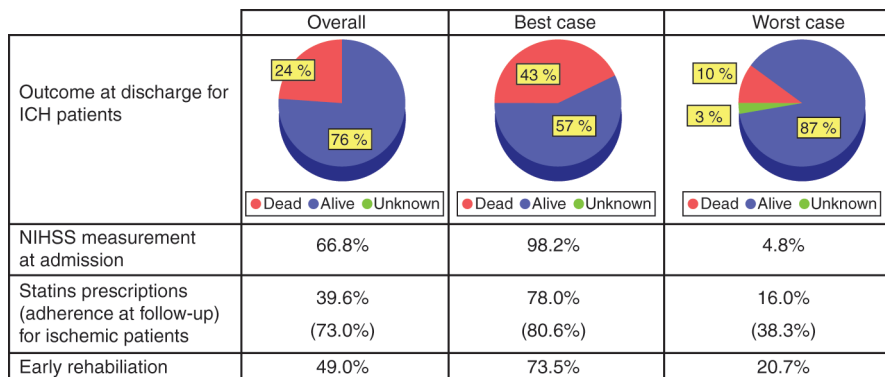 Overall Best case Worst case
Outcome at discharge for
ICH patients
24 %
76 %
Dead Alive Unknown
43 %
57 %
Dead Alive Unknown
10 %
3 %
87 %
Dead Alive Unknown
NIHSS measurement
at admission
66.8% 98.2% 4.8%
Statins prescriptions
(adherence at follow-up)
for ischemic patients
39.6% 78.0% 16.0%
(73.0%) (80.6%) (38.3%)
Early rehabiliation 49.0% 73.5% 20.7%